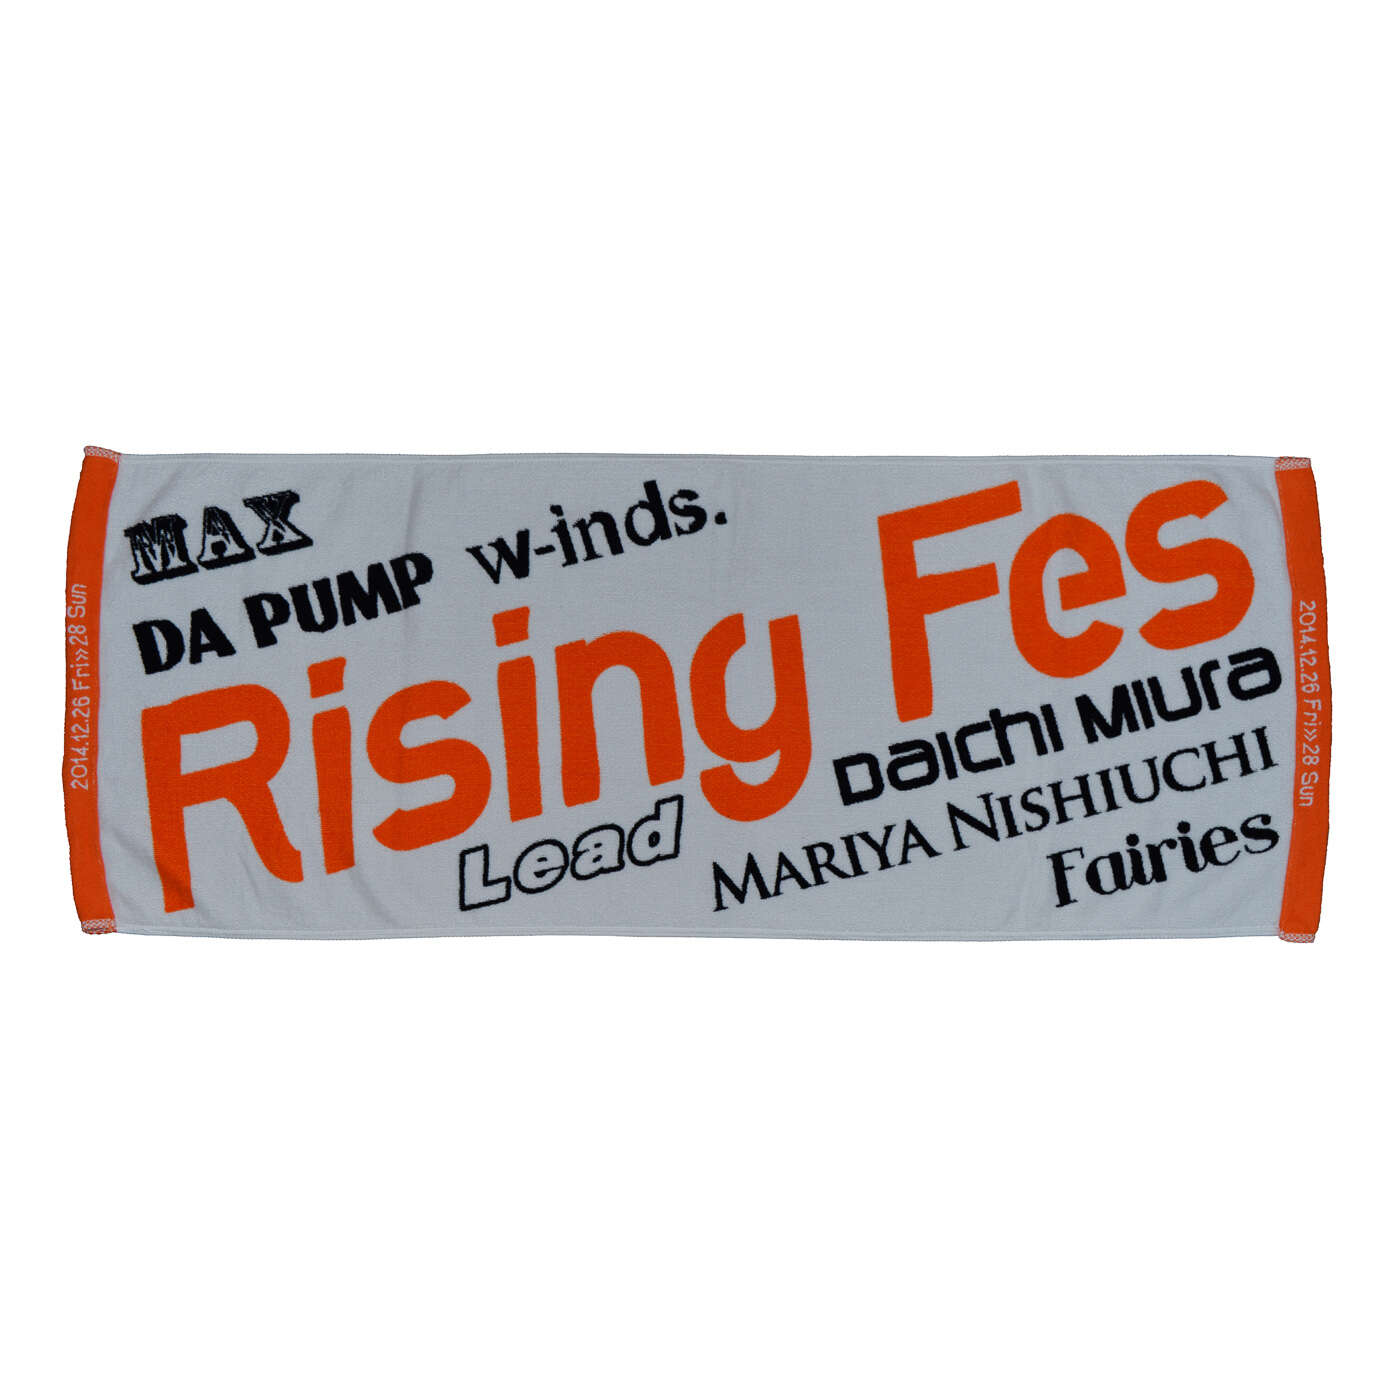 MAX
DA PUMP
w-inds.
Rising Fes
Lead
Daichi Miura
MARIYA NISHIUCHI
Fairies
2014.12.26 Fri»28 Sun
2014.12.26 Fri»28 Sun